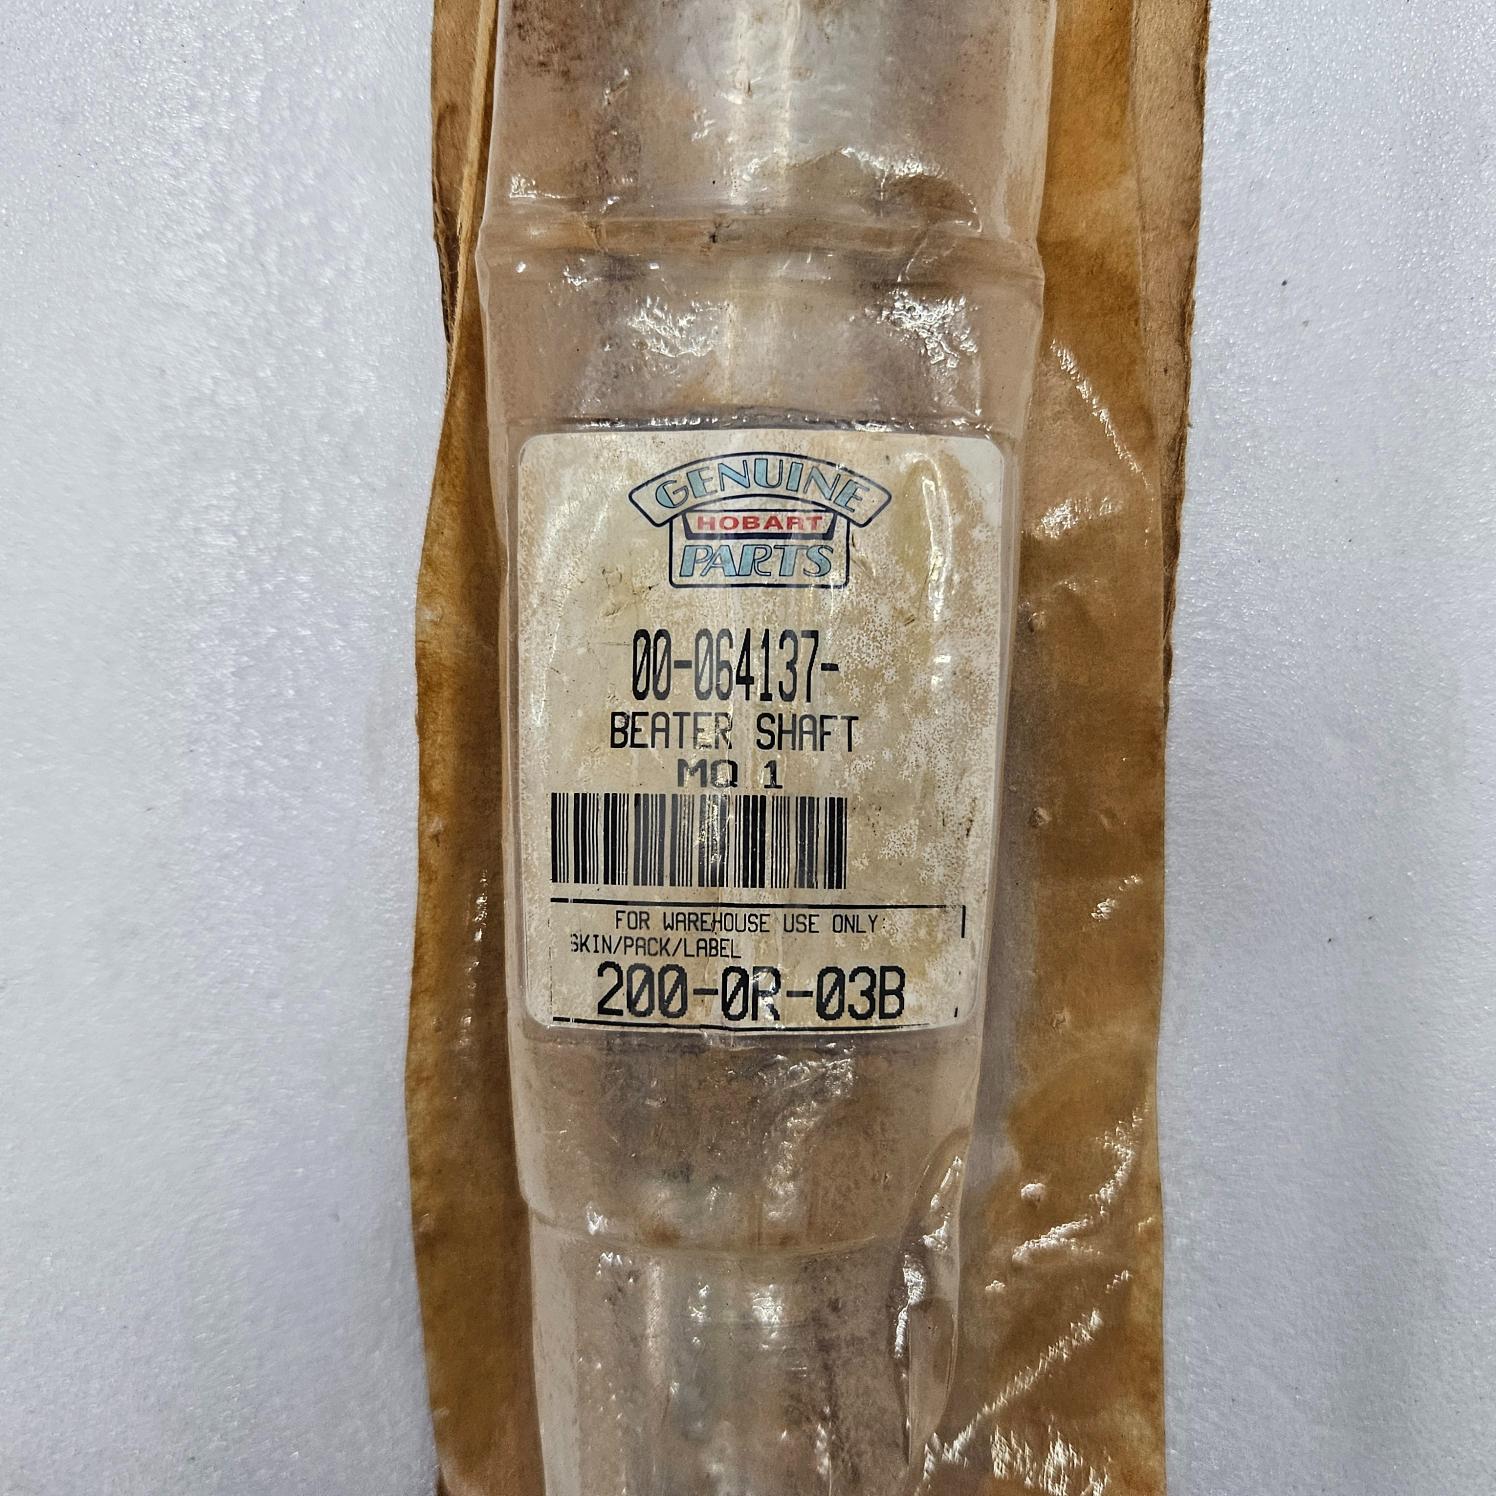 GENUINE
HOBART
PARTS
00-064137-
BEATER SHAFT
MQ 1
FOR WAREHOUSE USE ONLY
SKIN/PACK/LABEL
200-0R-03B